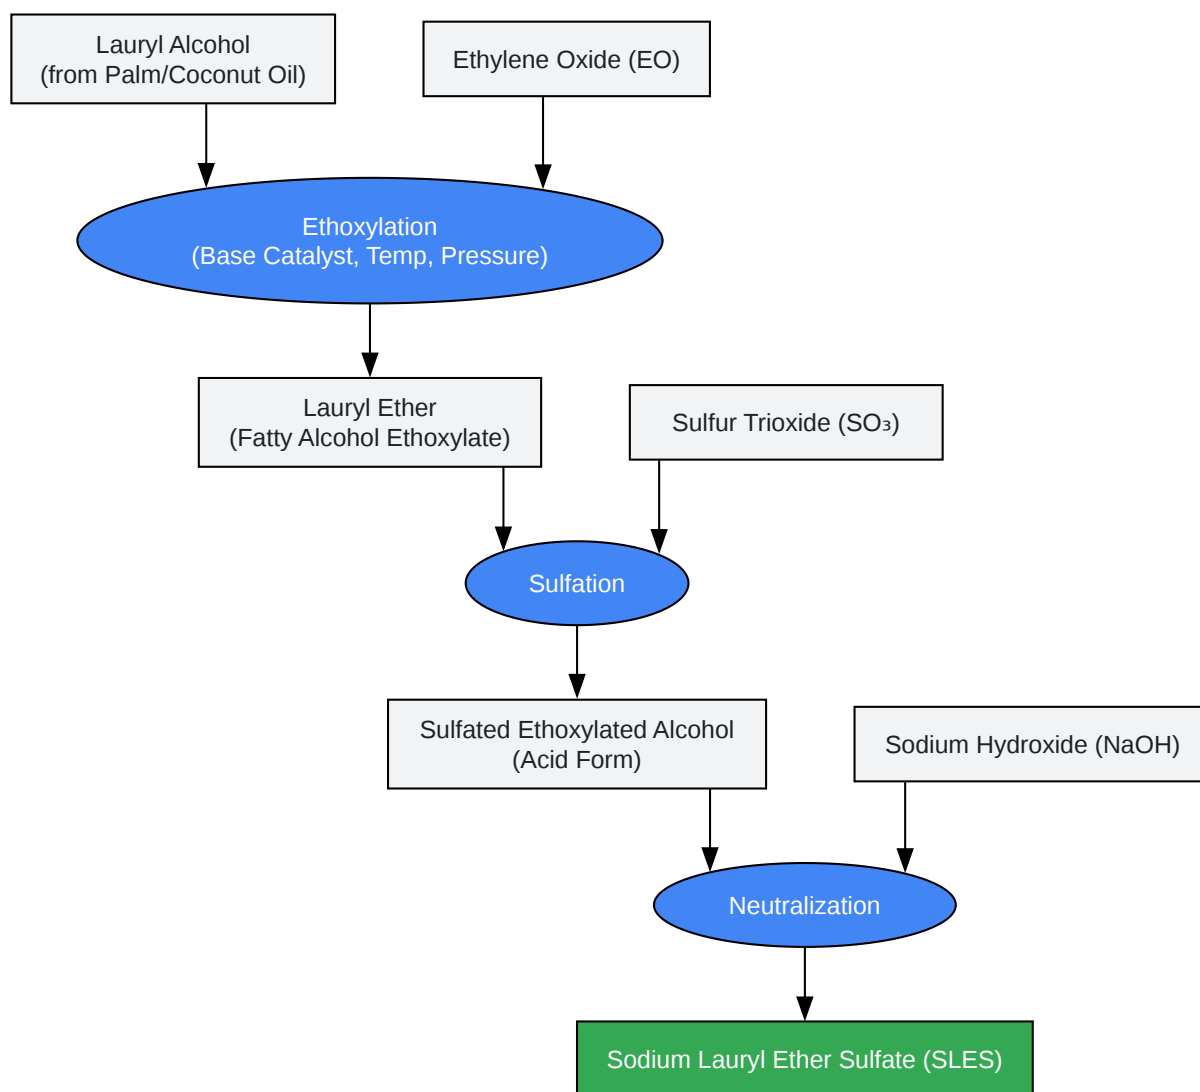 Lauryl Alcohol
(from Palm/Coconut Oil)
Ethylene Oxide (EO)
Ethoxylation
(Base Catalyst, Temp, Pressure)
Lauryl Ether
(Fatty Alcohol Ethoxylate)
Sulfur Trioxide (SO₃)
Sulfation
Sulfated Ethoxylated Alcohol
(Acid Form)
Sodium Hydroxide (NaOH)
Neutralization
Sodium Lauryl Ether Sulfate (SLES)